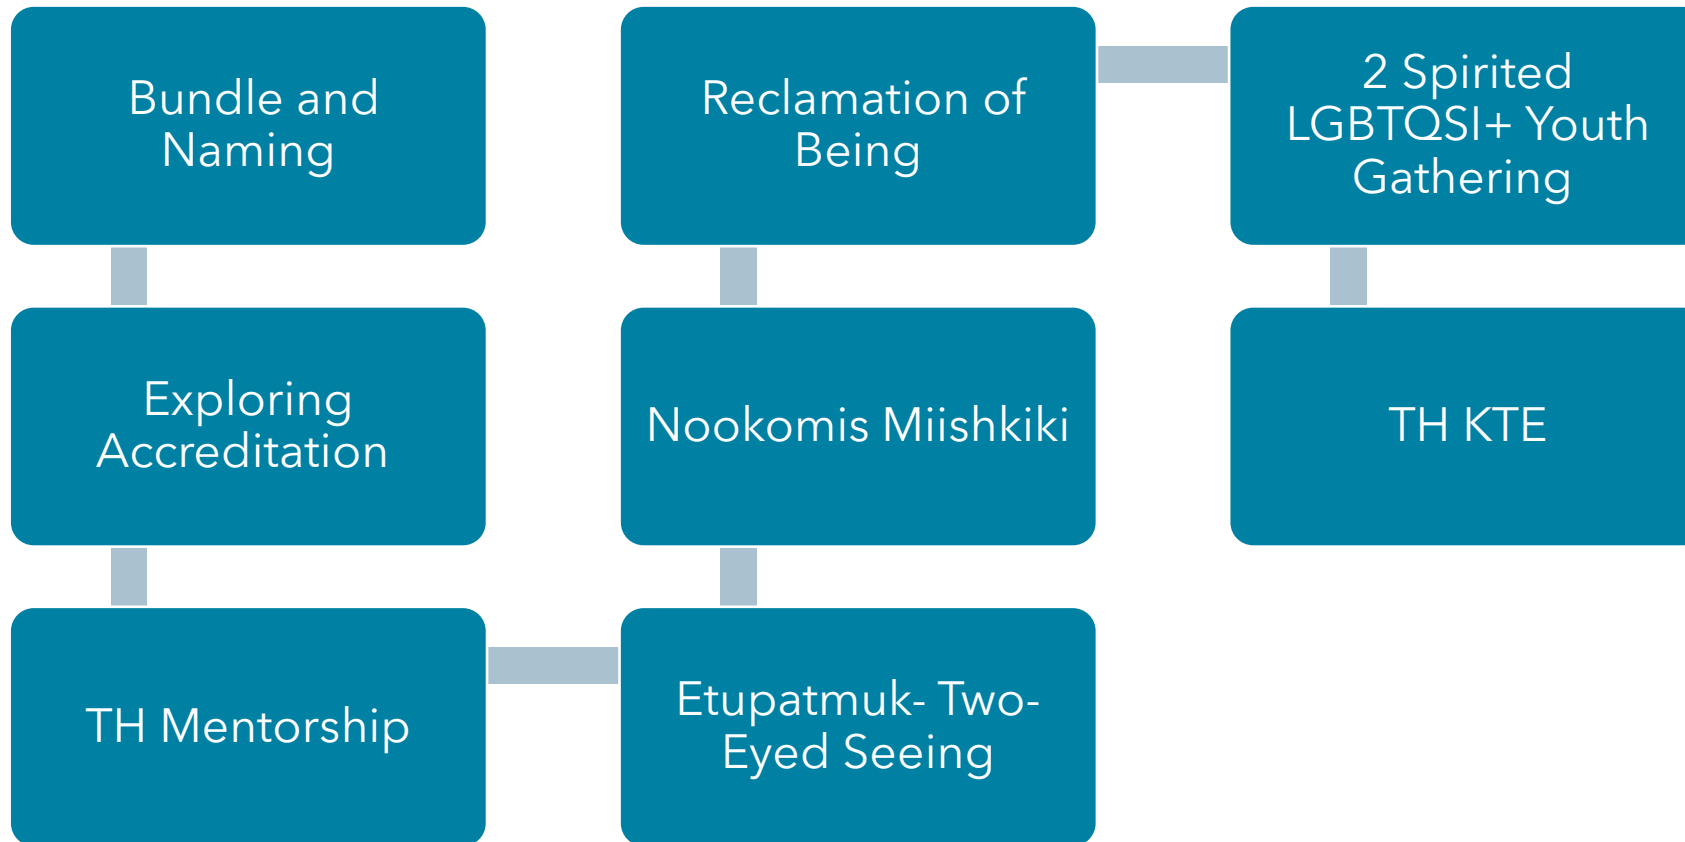 Bundle and
Naming
Exploring
Accreditation
TH Mentorship
Etupatmuk- Two-
Eyed Seeing
Nookomis Miishkiki
Reclamation of
Being
2 Spirited
LGBTQSI+ Youth
Gathering
TH KTE